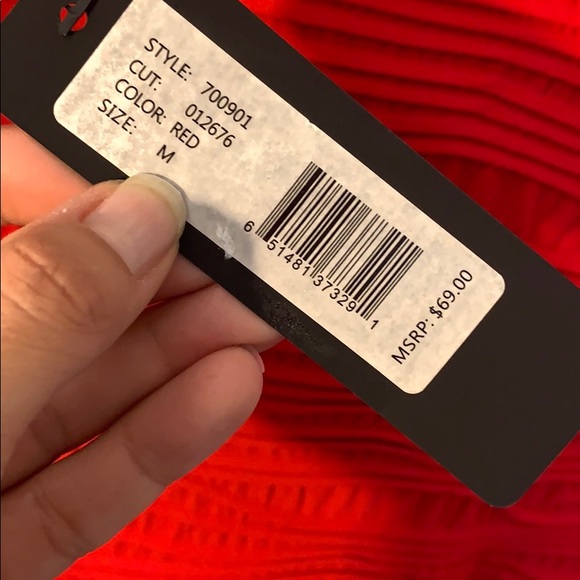 STYLE: 700901
CUT: 012676
COLOR: RED
SIZE: M
6 51481 37329 1
MSRP: $69.00